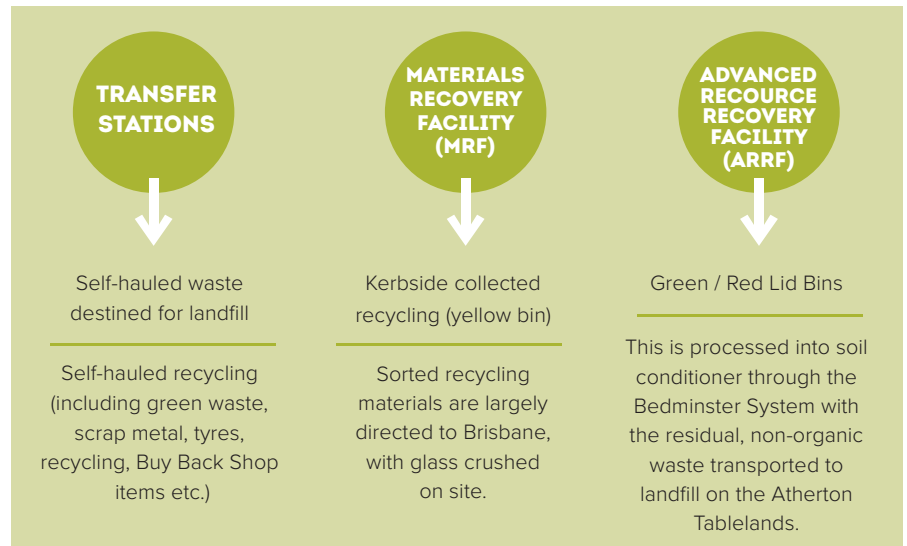 TRANSFER
STATIONS
Self-hauled waste
destined for landfill
Self-hauled recycling
(including green waste,
scrap metal, tyres,
recycling, Buy Back Shop
items etc.)
MATERIALS
RECOVERY
FACILITY
(MRF)
Kerbside collected
recycling (yellow bin)
Sorted recycling
materials are largely
directed to Brisbane,
with glass crushed
on site.
ADVANCED
RECOURCE
RECOVERY
FACILITY
(ARRF)
Green / Red Lid Bins
This is processed into soil
conditioner through the
Bedminster System with
the residual, non-organic
waste transported to
landfill on the Atherton
Tablelands.